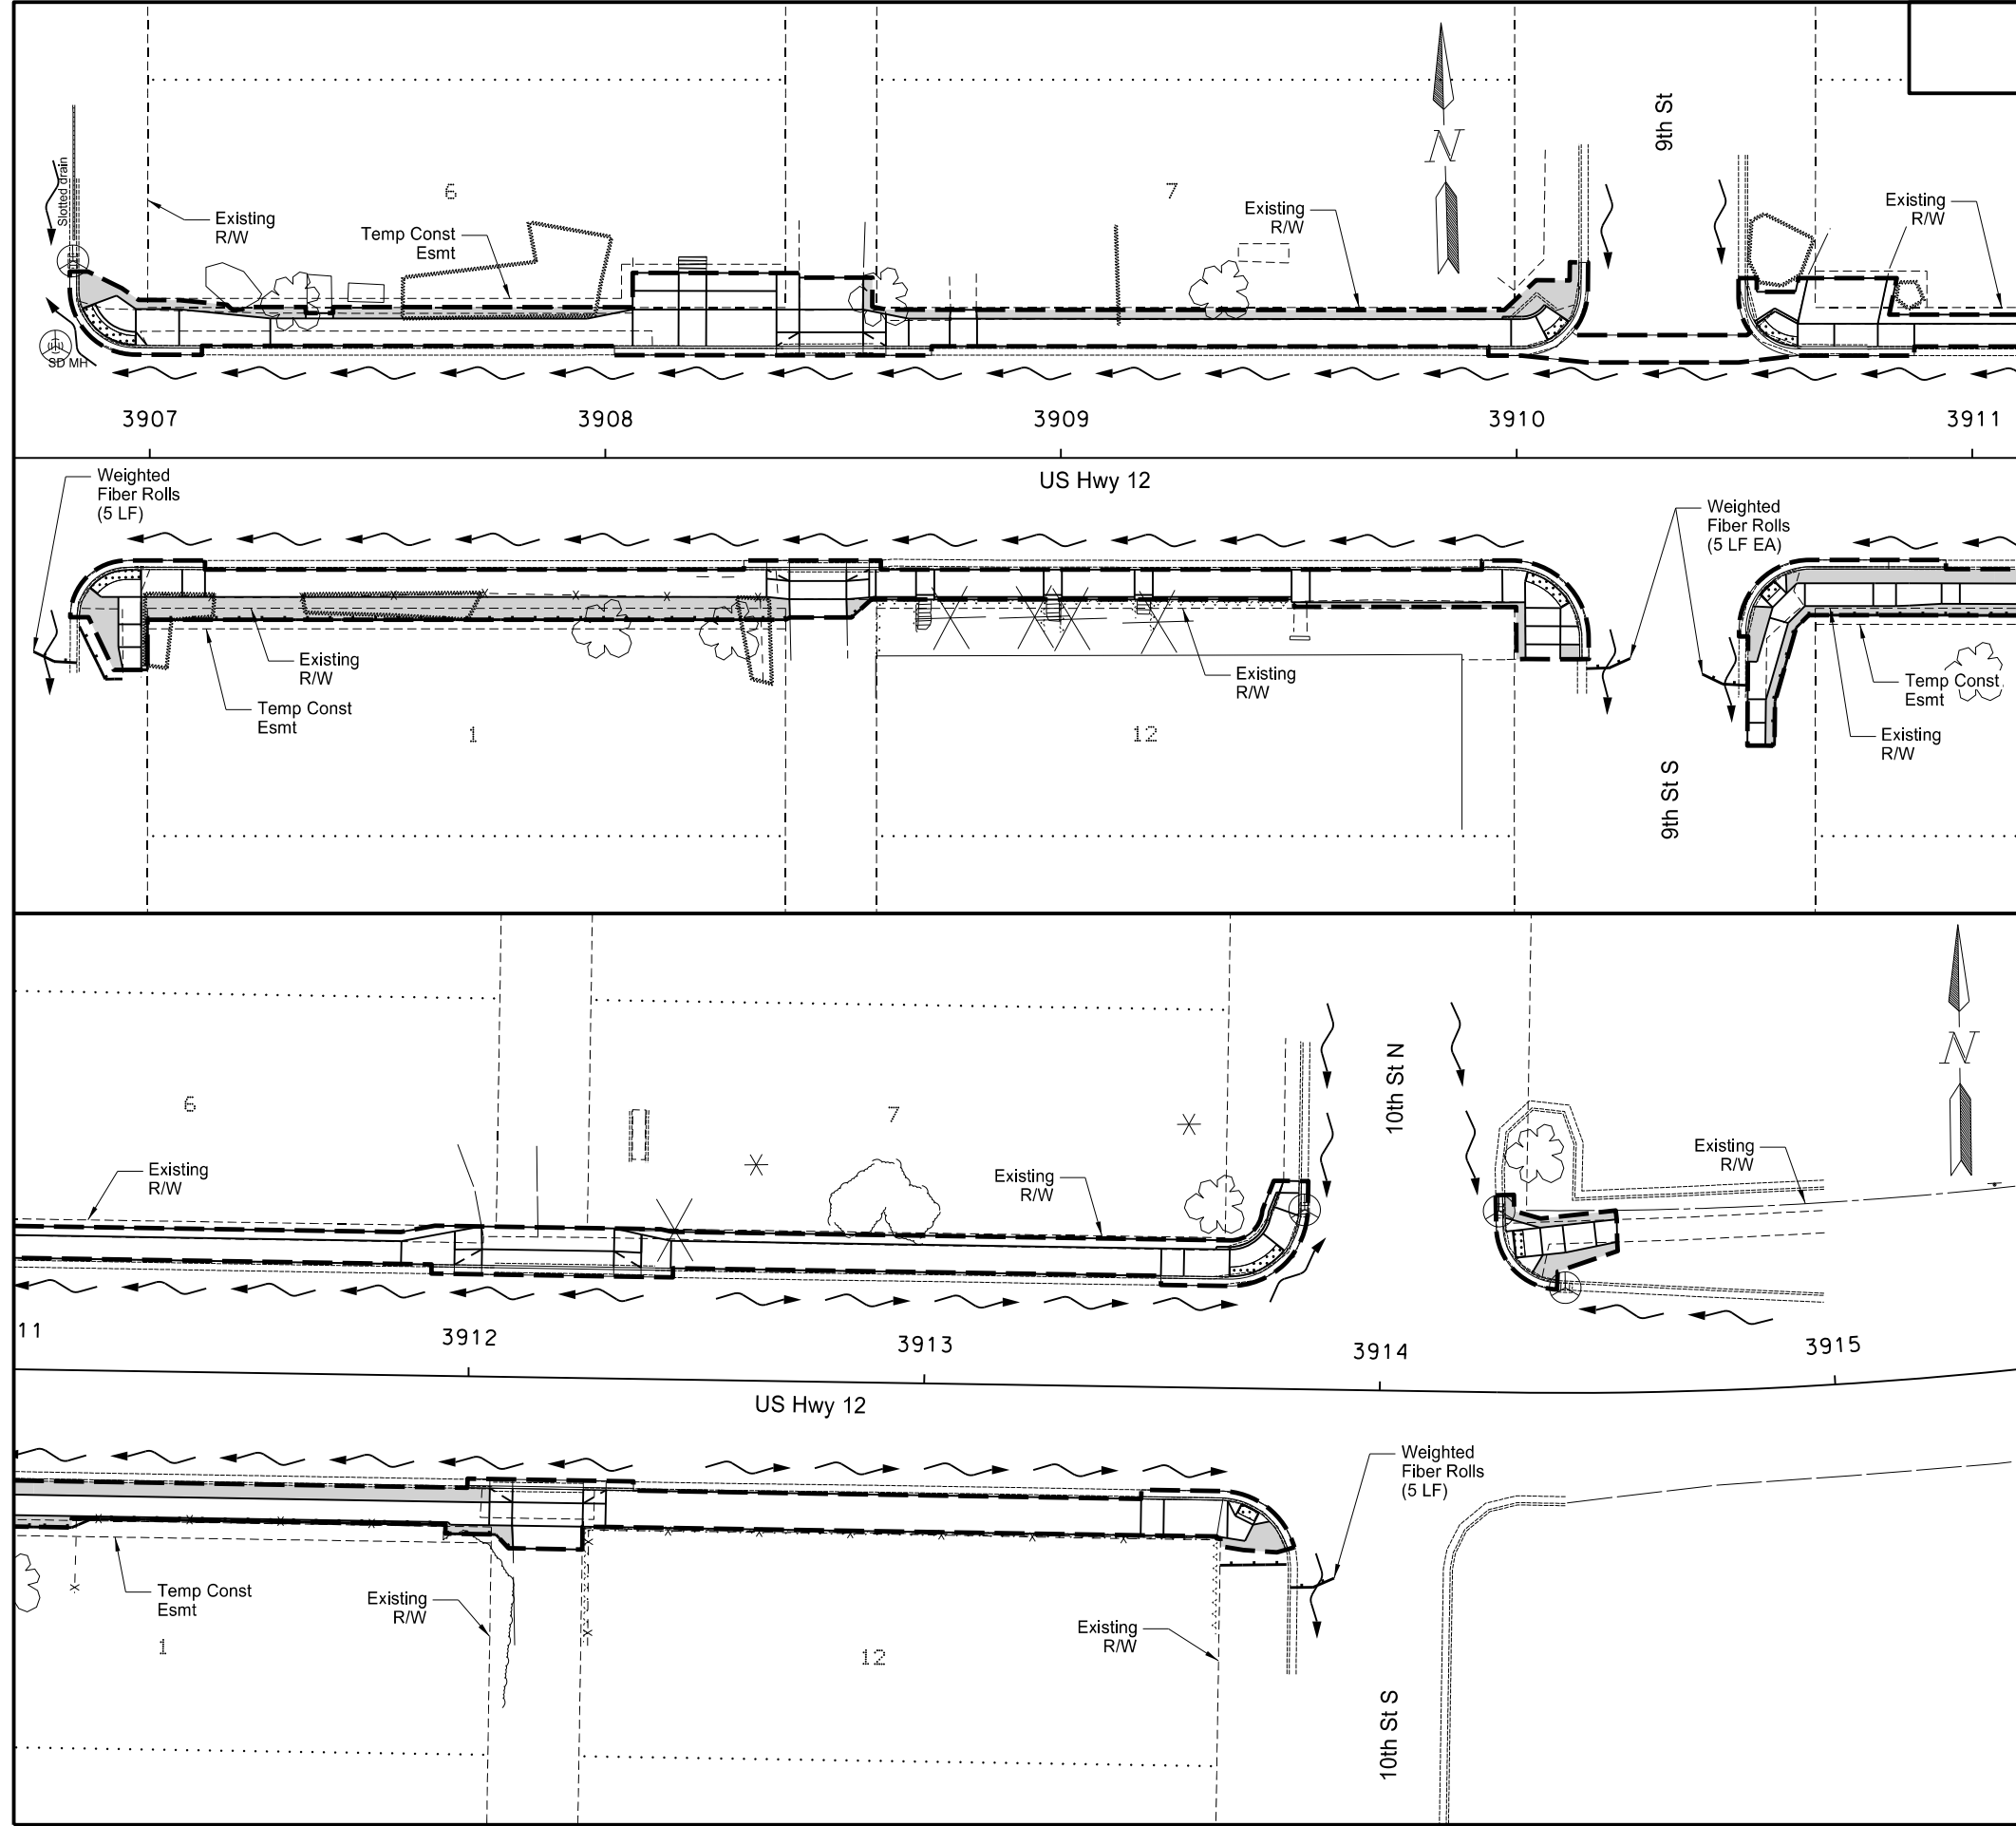 9th St
N
Slotted drain
6
7
Existing
R/W
Temp Const
Esmt
Existing
R/W
Existing
R/W
SD MH
3907
3908
3909
3910
3911
US Hwy 12
Weighted
Fiber Rolls
(5 LF)
Weighted
Fiber Rolls
(5 LF EA)
Existing
R/W
Temp Const
Esmt
Existing
R/W
Temp Const
Esmt
Existing
R/W
1
12
9th St S
N
10th St N
6
7
Existing
R/W
Existing
R/W
Existing
R/W
11
3912
3913
3914
3915
US Hwy 12
Weighted
Fiber Rolls
(5 LF)
Temp Const
Esmt
Existing
R/W
Existing
R/W
1
12
10th St S